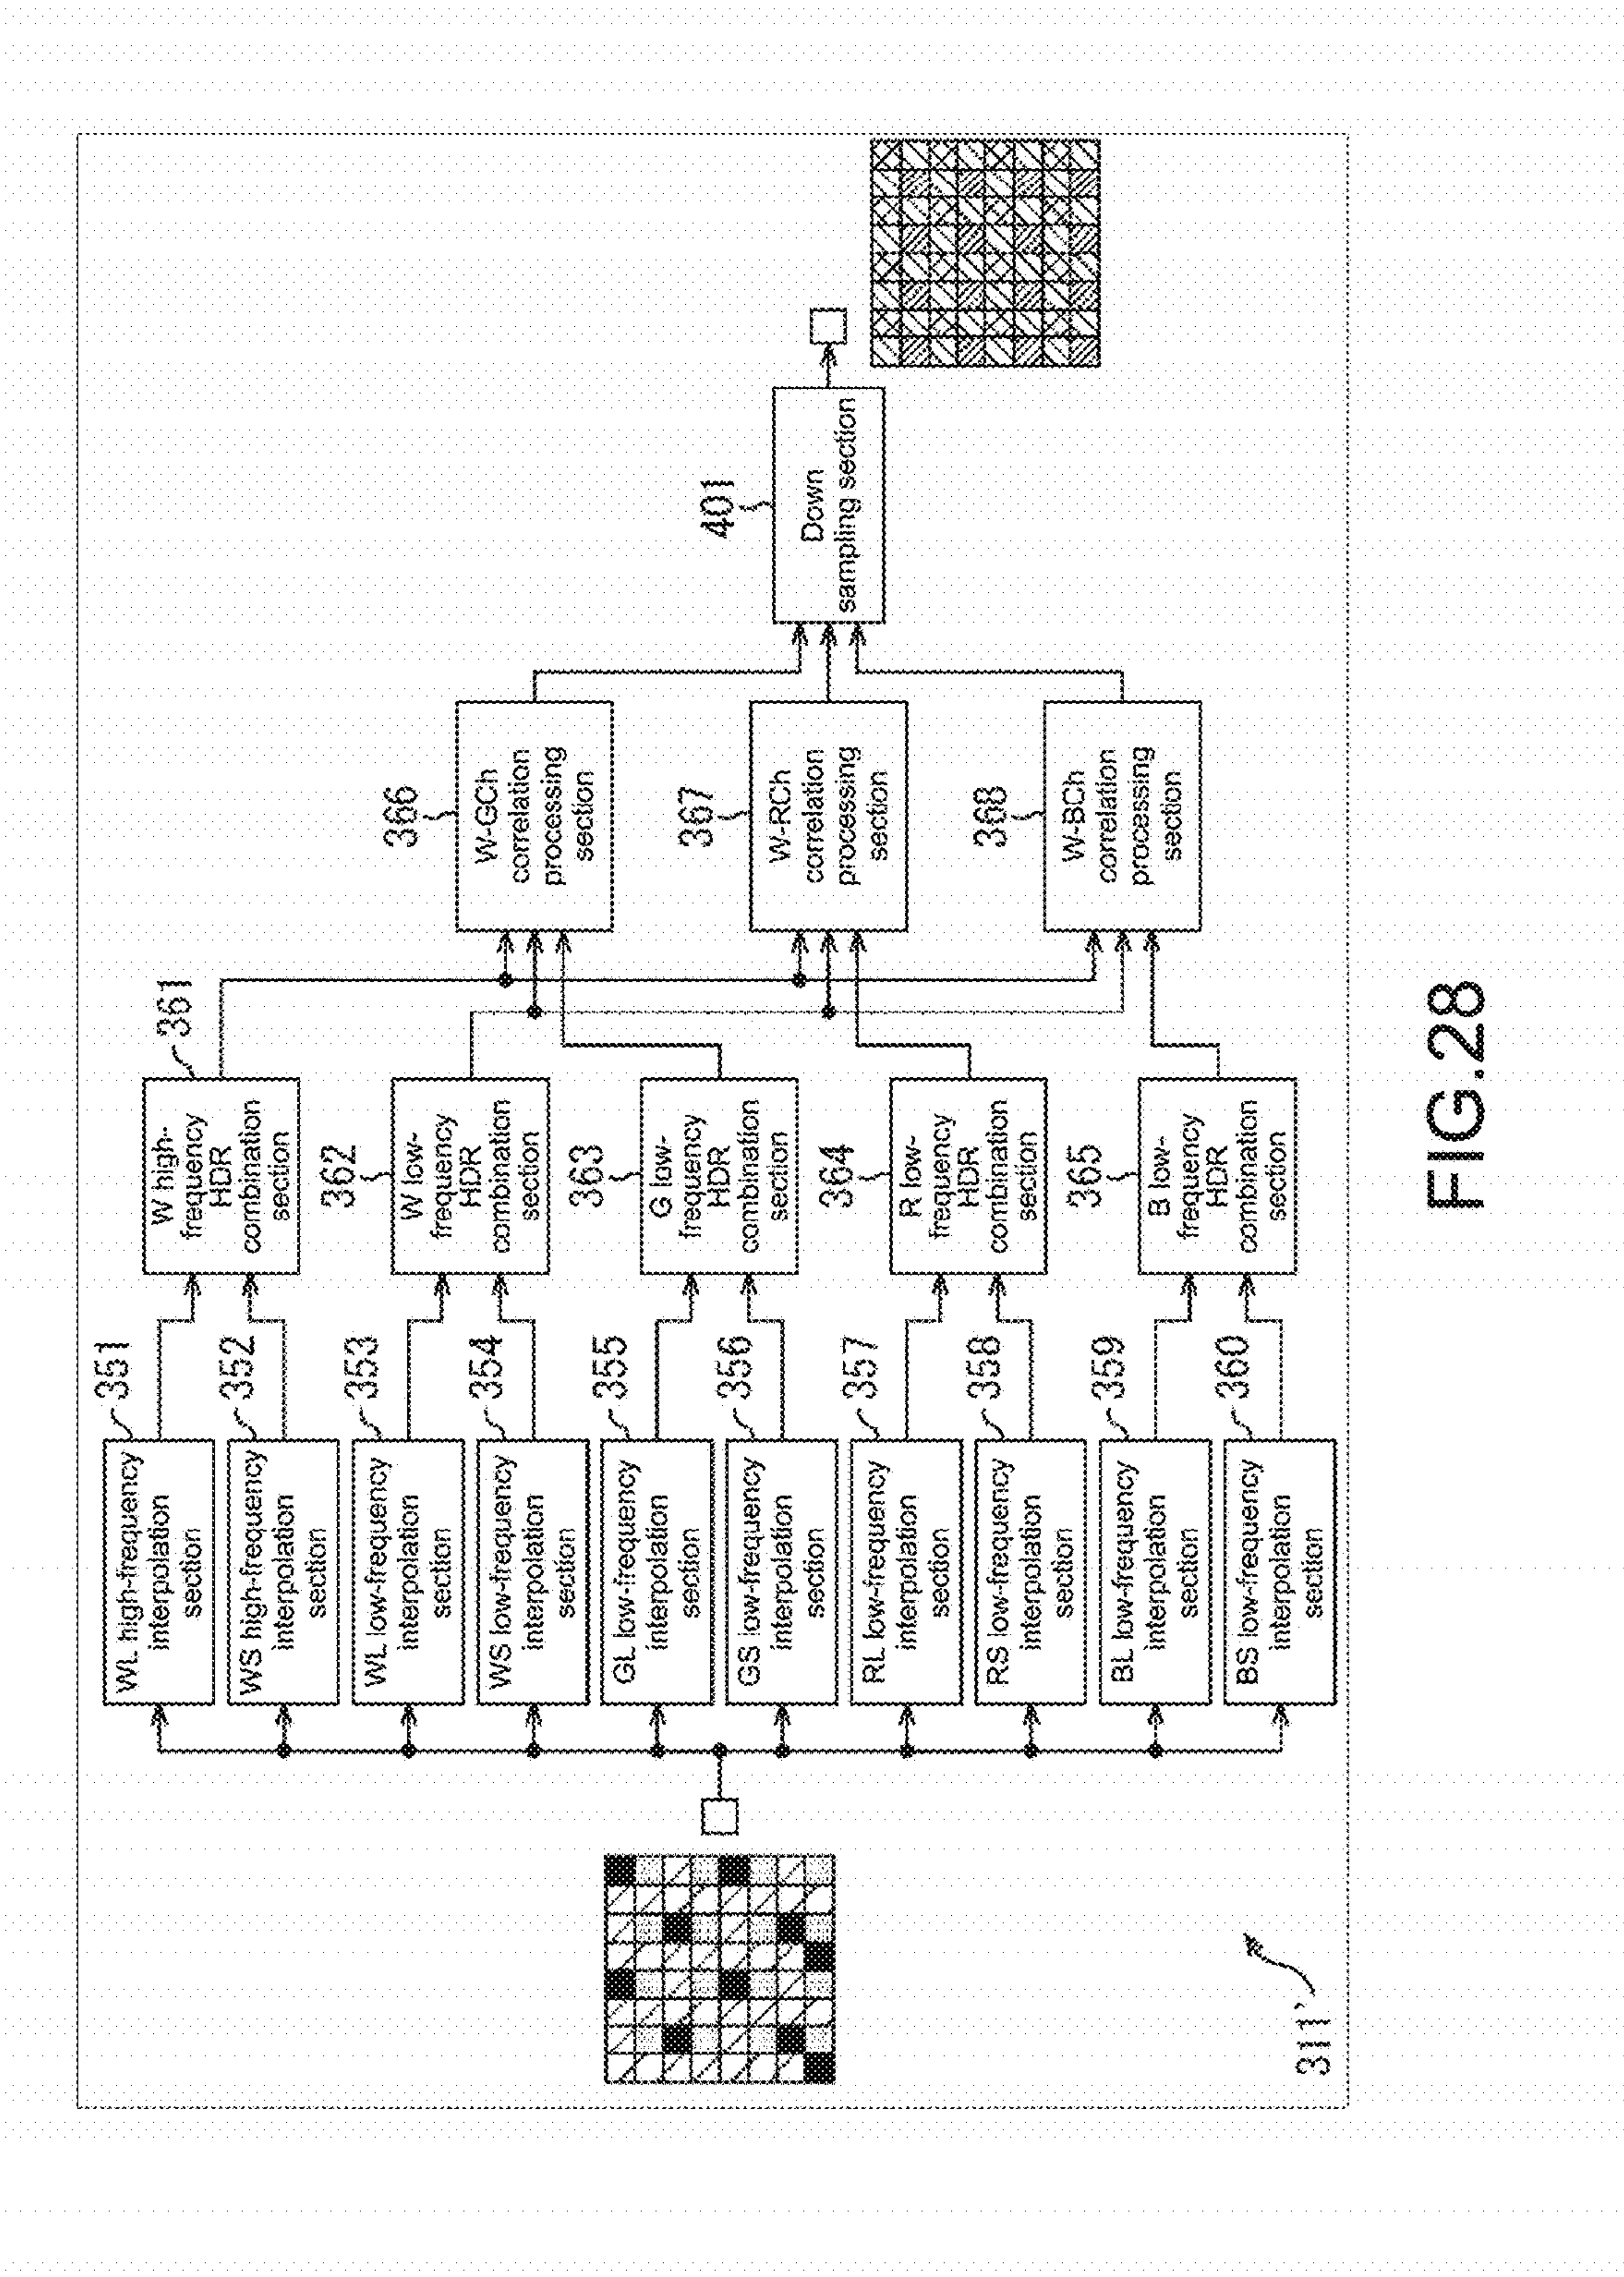 351
WL high-frequency
interpolation
section
352
WS high-frequency
interpolation
section
353
WL low-frequency
interpolation
section
354
WS low-frequency
interpolation
section
355
GL low-frequency
interpolation
section
356
GS low-frequency
interpolation
section
357
RL low-frequency
interpolation
section
358
RS low-frequency
interpolation
section
359
BL low-frequency
interpolation
section
360
BS low-frequency
interpolation
section
361
W high-
frequency
HDR
combination
section
362
W low-
frequency
HDR
combination
section
363
G low-
frequency
HDR
combination
section
364
R low-
frequency
HDR
combination
section
365
B low-
frequency
HDR
combination
section
366
W-GCh
correlation
processing
section
367
W-RCh
correlation
processing
section
368
W-BCh
correlation
processing
section
401
Down
sampling section
311'
FIG.28